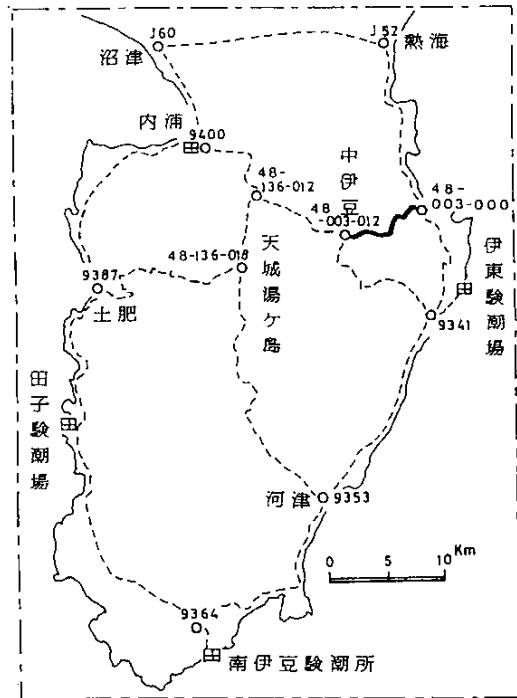 J60
沼津
J52
熱海
内浦
9400
48-
136-012
中伊豆
48
-003-012
48-
-003-000
伊東験潮場
48-136-018
天城湯ケ島
9387
土肥
9341
田子験潮場
河津
9353
Km
0 5 10
9364
南伊豆験潮所